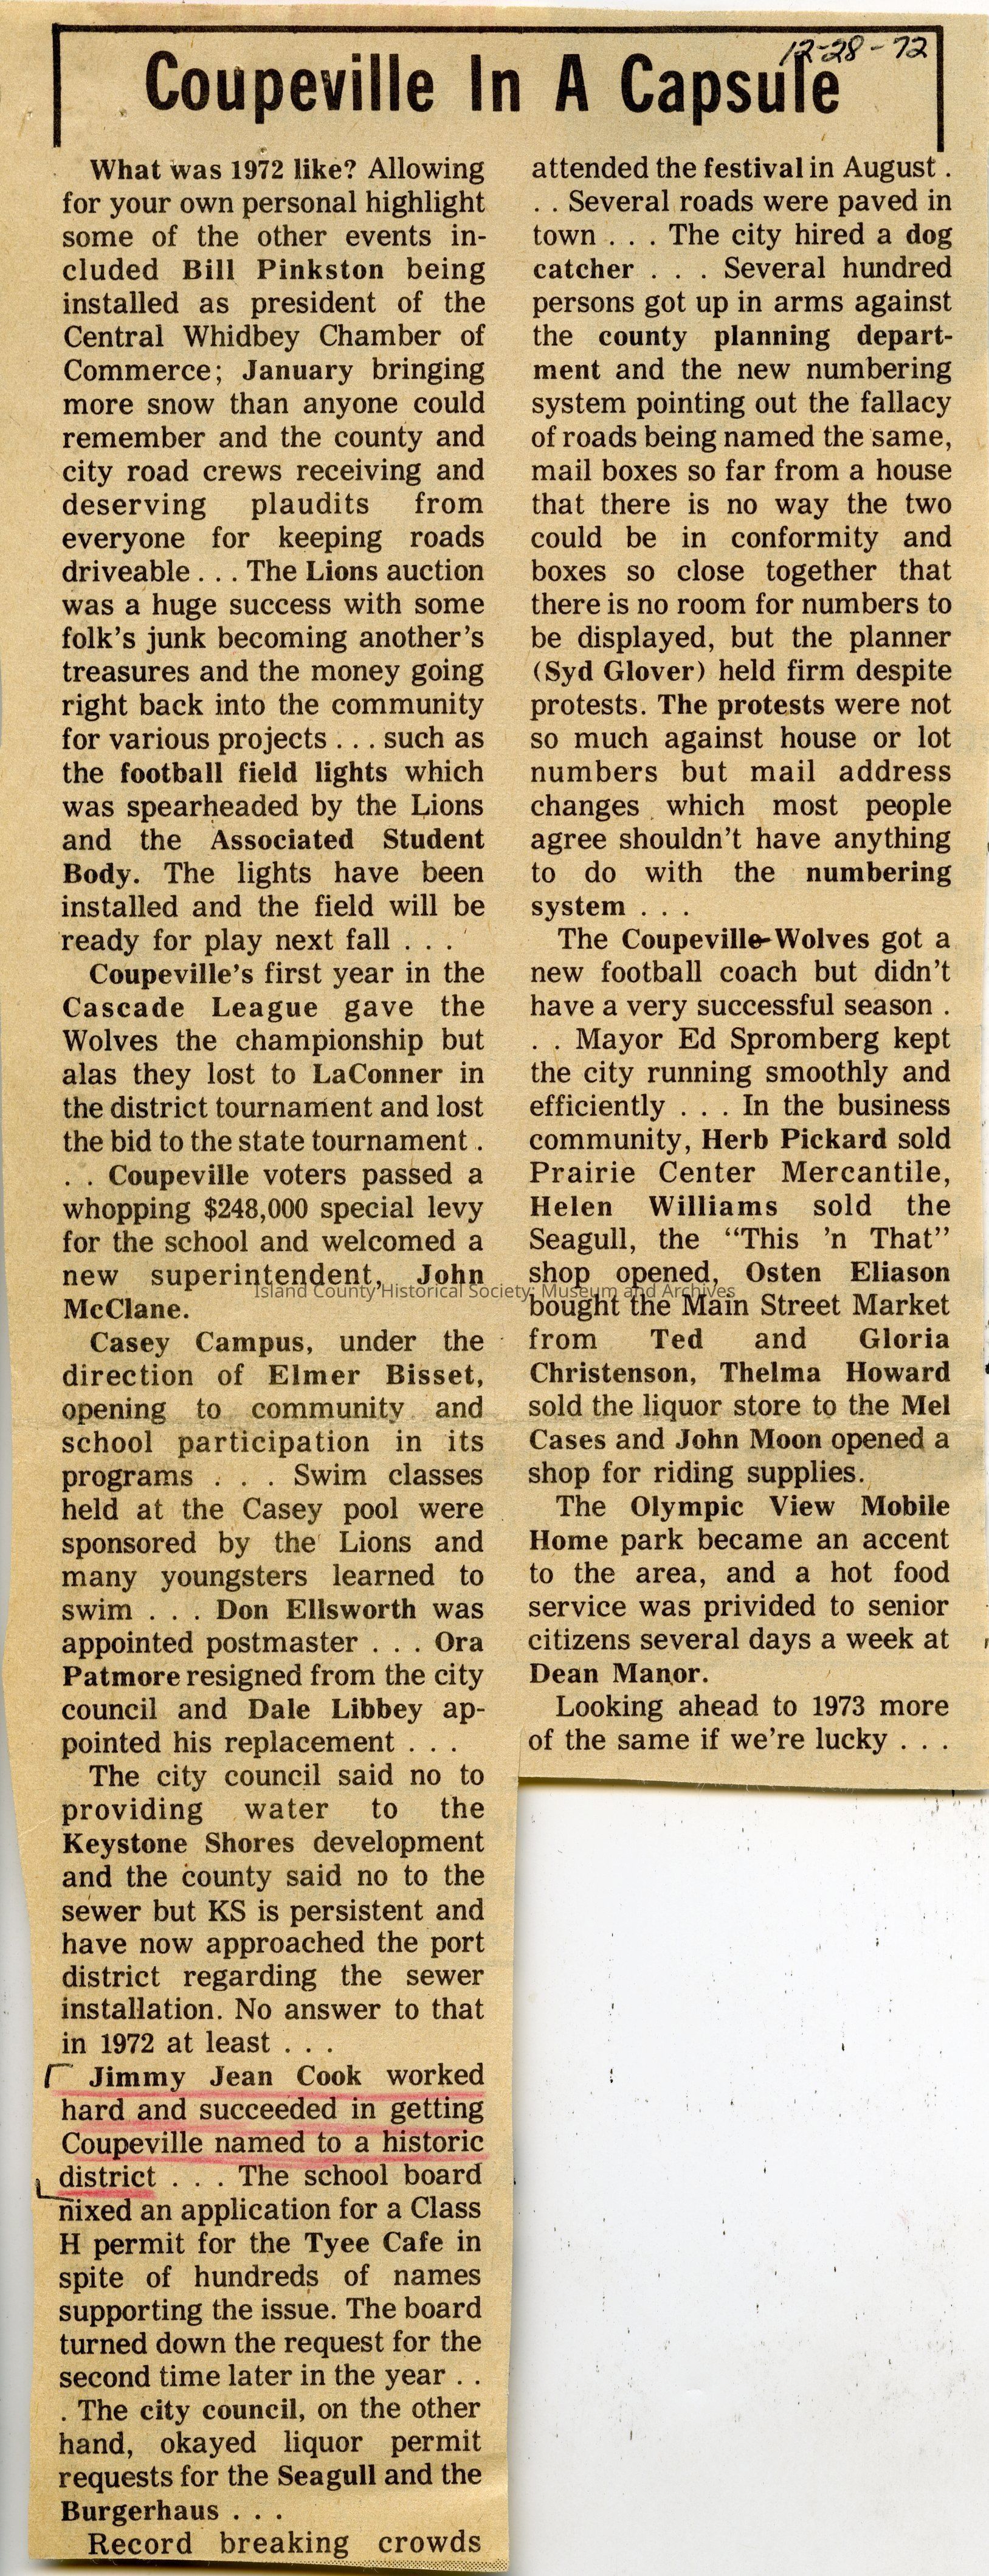 12-28-72
Coupeville In A Capsule
What was 1972 like? Allowing
for your own personal highlight
some of the other events in-
cluded Bill Pinkston being
installed as president of the
Central Whidbey Chamber of
Commerce; January bringing
more snow than anyone could
remember and the county and
city road crews receiving and
deserving plaudits from
everyone for keeping roads
driveable . . . The Lions auction
was a huge success with some
folk's junk becoming another's
treasures and the money going
right back into the community
for various projects . . . such as
the football field lights which
was spearheaded by the Lions
and the Associated Student
Body. The lights have been
installed and the field will be
ready for play next fall . . .
Coupeville's first year in the
Cascade League gave the
Wolves the championship but
alas they lost to LaConner in
the district tournament and lost
the bid to the state tournament .
. . Coupeville voters passed a
whopping $248,000 special levy
for the school and welcomed a
new superintendent, John
McClane.
Casey Campus, under the
direction of Elmer Bisset,
opening to community and
school participation in its
programs . . . Swim classes
held at the Casey pool were
sponsored by the Lions and
many youngsters learned to
swim . . . Don Ellsworth was
appointed postmaster . . . Ora
Patmore resigned from the city
council and Dale Libbey ap-
pointed his replacement . . .
The city council said no to
providing water to the
Keystone Shores development
and the county said no to the
sewer but KS is persistent and
have now approached the port
district regarding the sewer
installation. No answer to that
in 1972 at least . . .
Jimmy Jean Cook worked
hard and succeeded in getting
Coupeville named to a historic
district . . . The school board
nixed an application for a Class
H permit for the Tyee Cafe in
spite of hundreds of names
supporting the issue. The board
turned down the request for the
second time later in the year . .
. The city council, on the other
hand, okayed liquor permit
requests for the Seagull and the
Burgerhaus . . .
Record breaking crowds
attended the festival in August .
. . Several roads were paved in
town . . . The city hired a dog
catcher . . . Several hundred
persons got up in arms against
the county planning depart-
ment and the new numbering
system pointing out the fallacy
of roads being named the same,
mail boxes so far from a house
that there is no way the two
could be in conformity and
boxes so close together that
there is no room for numbers to
be displayed, but the planner
(Syd Glover) held firm despite
protests. The protests were not
so much against house or lot
numbers but mail address
changes which most people
agree shouldn't have anything
to do with the numbering
system . . .
The Coupeville Wolves got a
new football coach but didn't
have a very successful season .
. . Mayor Ed Spromberg kept
the city running smoothly and
efficiently . . . In the business
community, Herb Pickard sold
Prairie Center Mercantile,
Helen Williams sold the
Seagull, the "This 'n That"
shop opened, Osten Eliason
bought the Main Street Market
from Ted and Gloria
Christenson, Thelma Howard
sold the liquor store to the Mel
Cases and John Moon opened a
shop for riding supplies.
The Olympic View Mobile
Home park became an accent
to the area, and a hot food
service was privided to senior
citizens several days a week at
Dean Manor.
Looking ahead to 1973 more
of the same if we're lucky . . .
Island County Historical Society, Museum and Archives